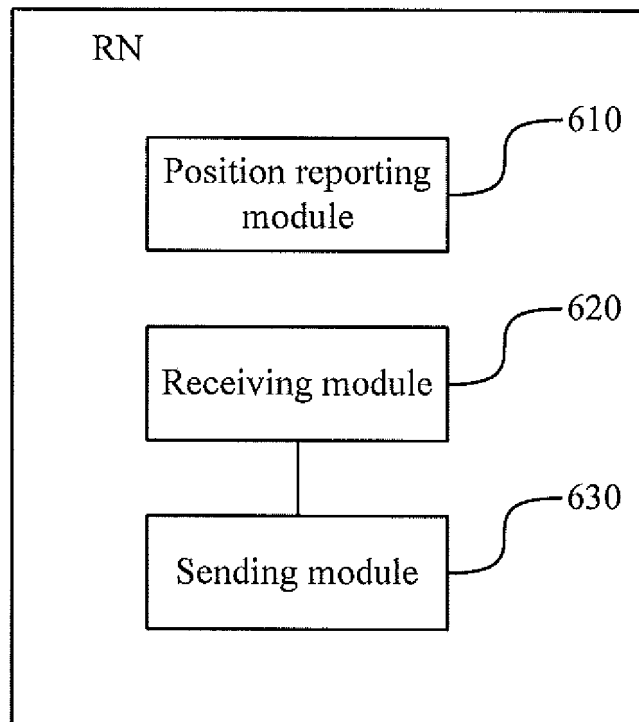 RN
610
Position reporting
module
620
Receiving module
630
Sending module